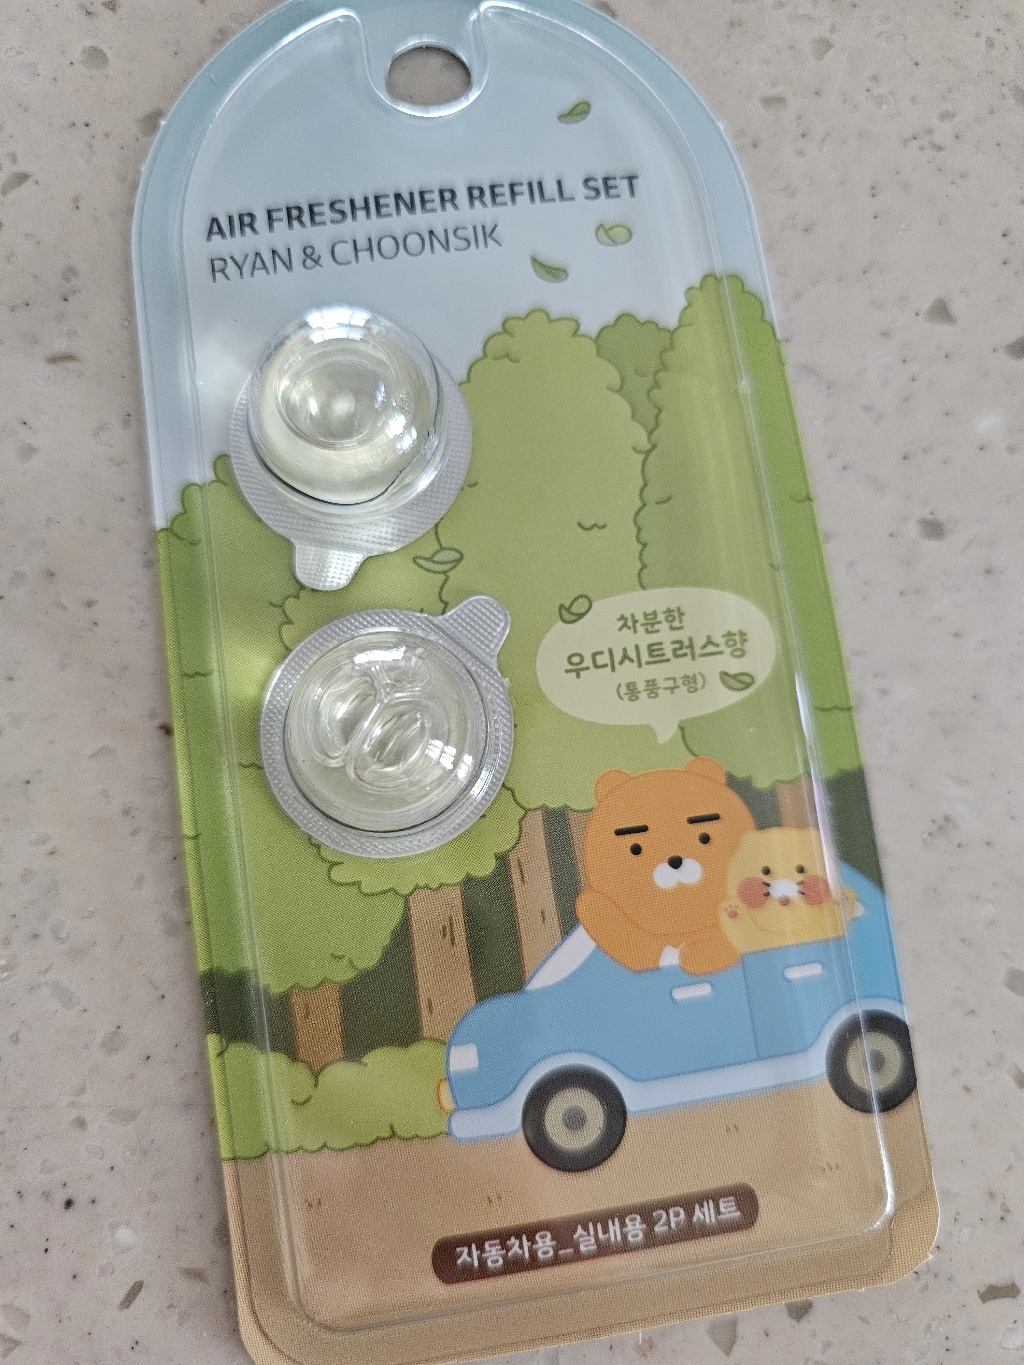 AIR FRESHENER REFILL SET
RYAN & CHOONSIK
차분한
우디시트러스향
(통풍구형)
자동차용_실내용 2P 세트